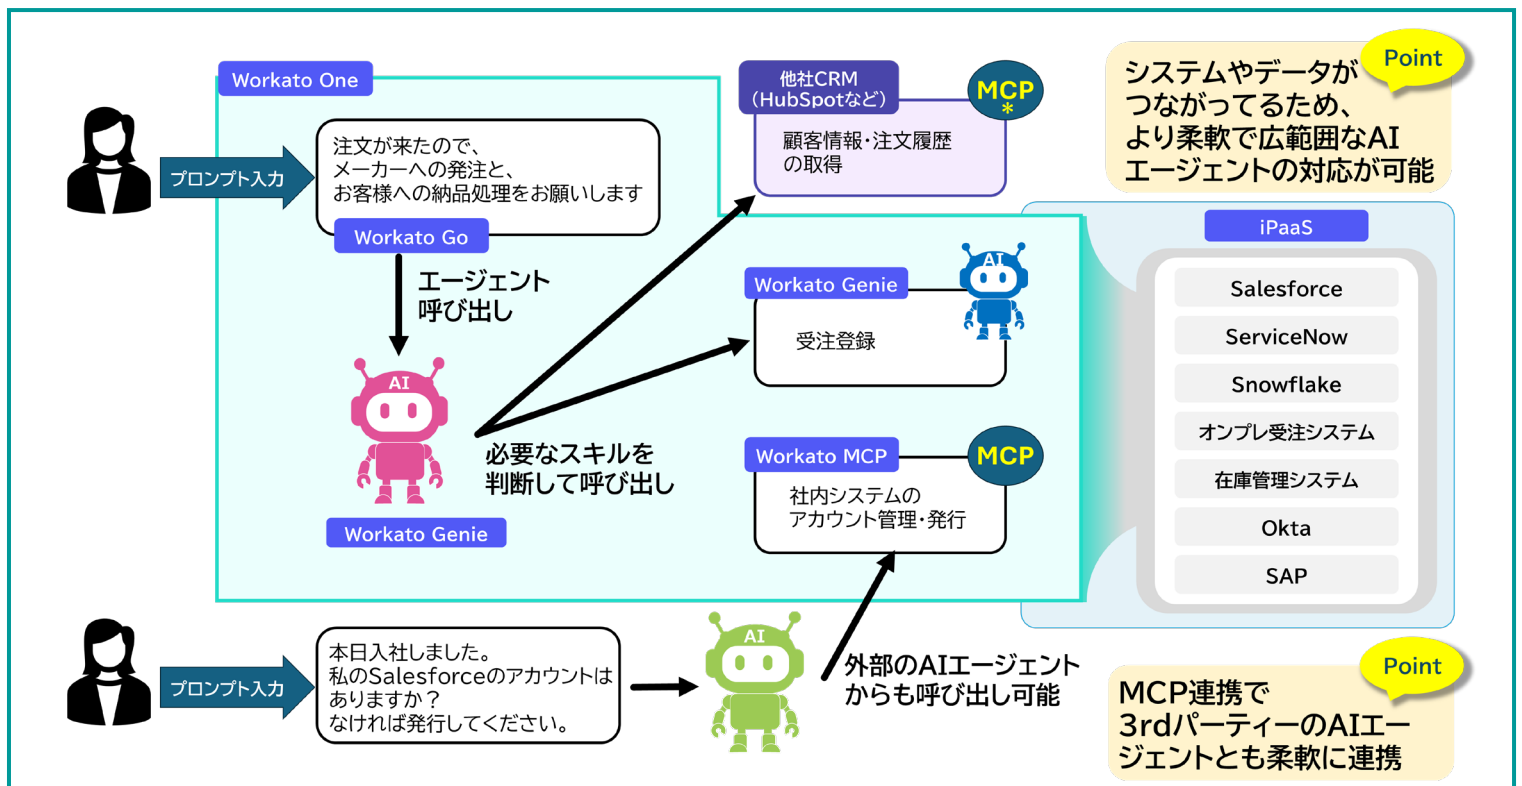 Workato One
プロンプト入力
注文が来たので、
メーカーへの発注と、
お客様への納品処理をお願いします
Workato Go
エージェント
呼び出し
AI
Workato Genie
必要なスキルを
判断して呼び出し
他社CRM
（HubSpotなど）
MCP
*
顧客情報・注文履歴
の取得
Workato Genie
AI
受注登録
Workato MCP
MCP
社内システムの
アカウント管理・発行
Point
システムやデータが
つながってるため、
より柔軟で広範囲なAI
エージェントの対応が可能
iPaaS
Salesforce
ServiceNow
Snowflake
オンプレ受注システム
在庫管理システム
Okta
SAP
プロンプト入力
本日入社しました。
私のSalesforceのアカウントは
ありますか？
なければ発行してください。
AI
外部のAIエージェント
からも呼び出し可能
Point
MCP連携で
3rdパーティーのAIエー
ジェントとも柔軟に連携